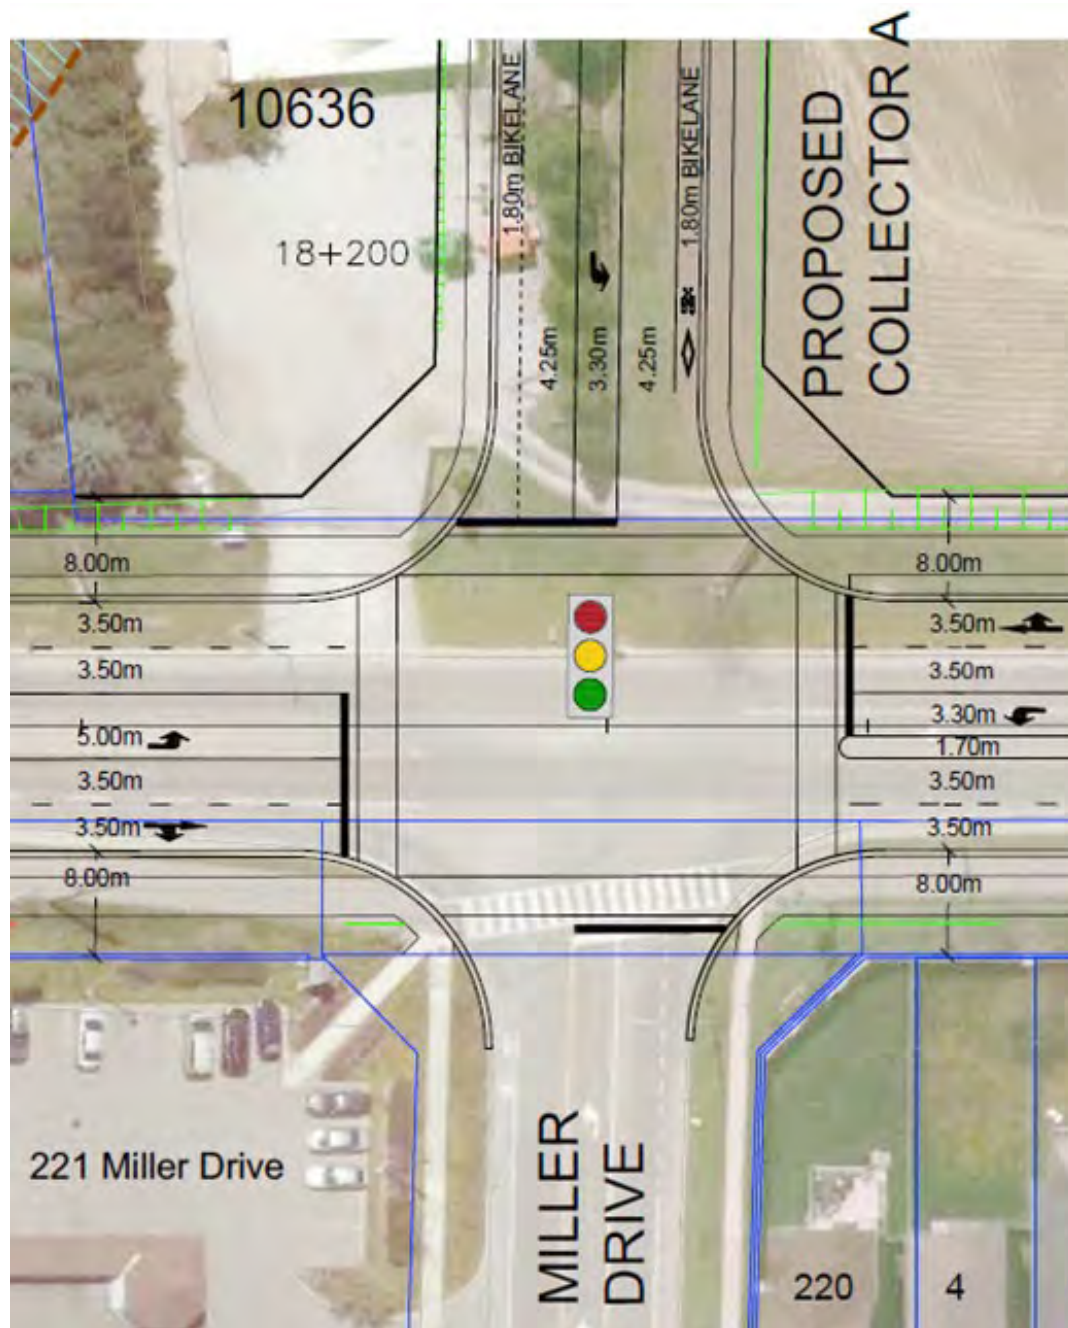 10636
18+200
1.80m BIKELANE
4.25m
3.30m
4.25m
1.80m BIKELANE
PROPOSED
COLLECTOR A
8.00m
8.00m
3.50m
3.50m
3.50m
3.50m
3.30m
5.00m
1.70m
3.50m
3.50m
3.50m
3.50m
8.00m
8.00m
221 Miller Drive
MILLER
DRIVE
220
4